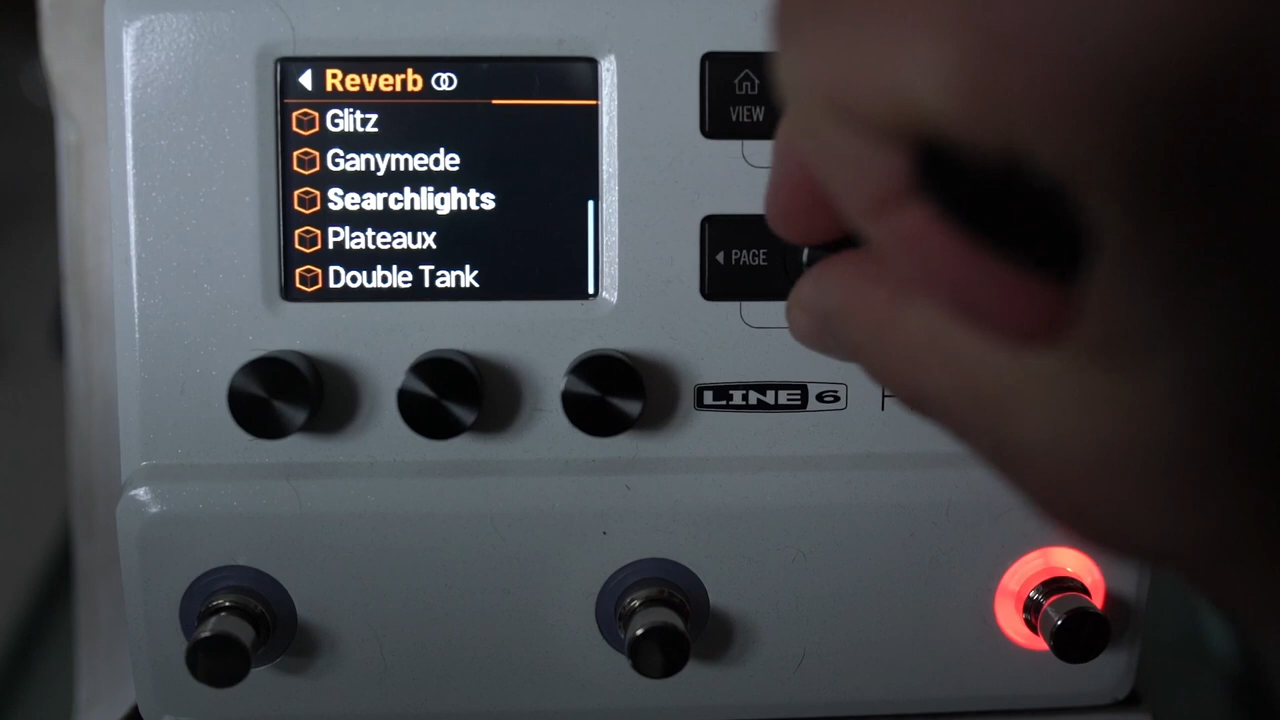 Reverb
Glitz
Ganymede
Searchlights
Plateaux
Double Tank
VIEW
PAGE
LINE 6